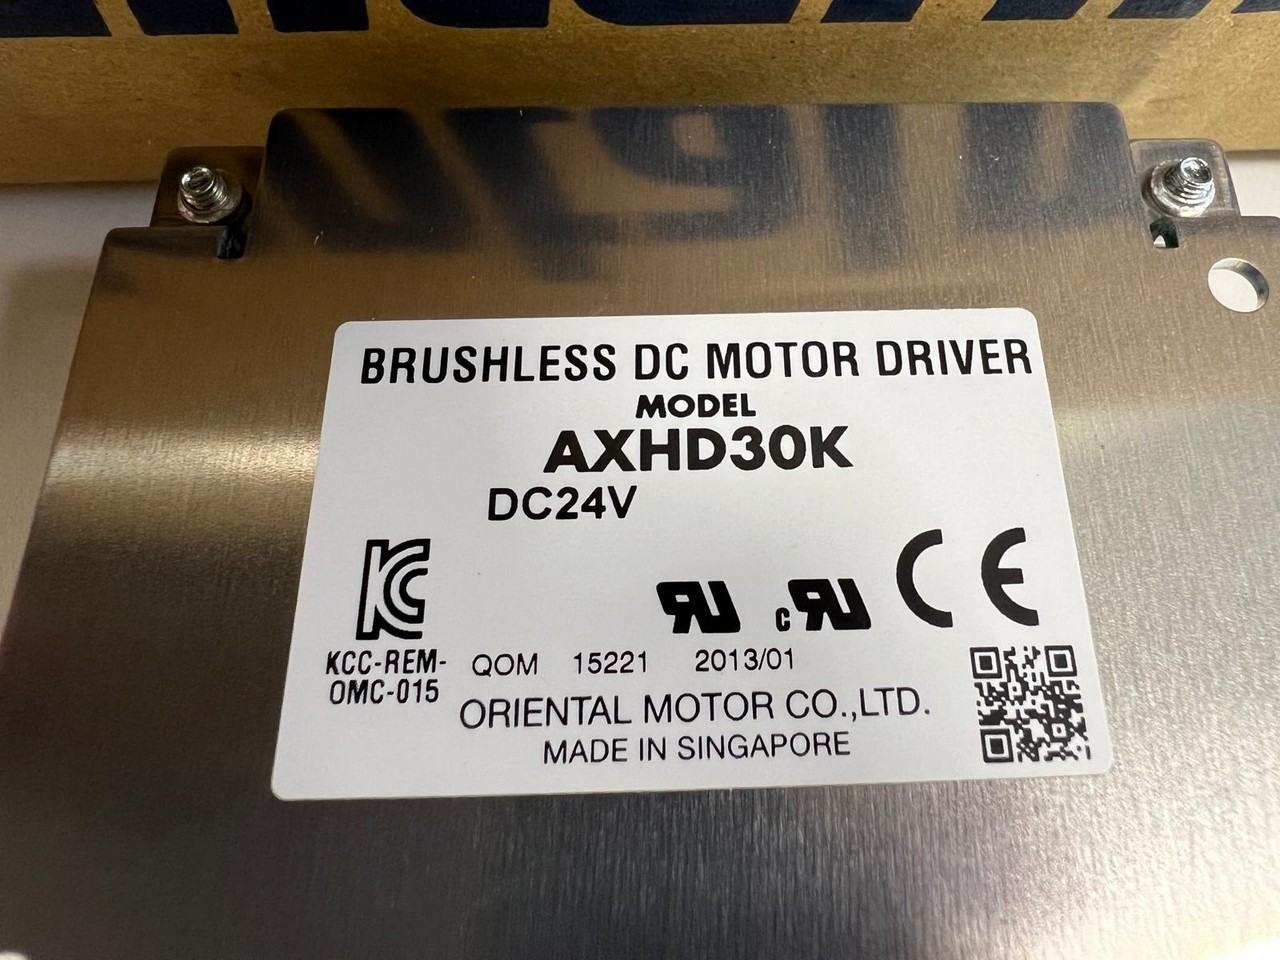 BRUSHLESS DC MOTOR DRIVER
MODEL
AXHD30K
DC24V
KCC-REM-
OMC-015
c
CE
QOM 15221 2013/01
ORIENTAL MOTOR CO.,LTD.
MADE IN SINGAPORE